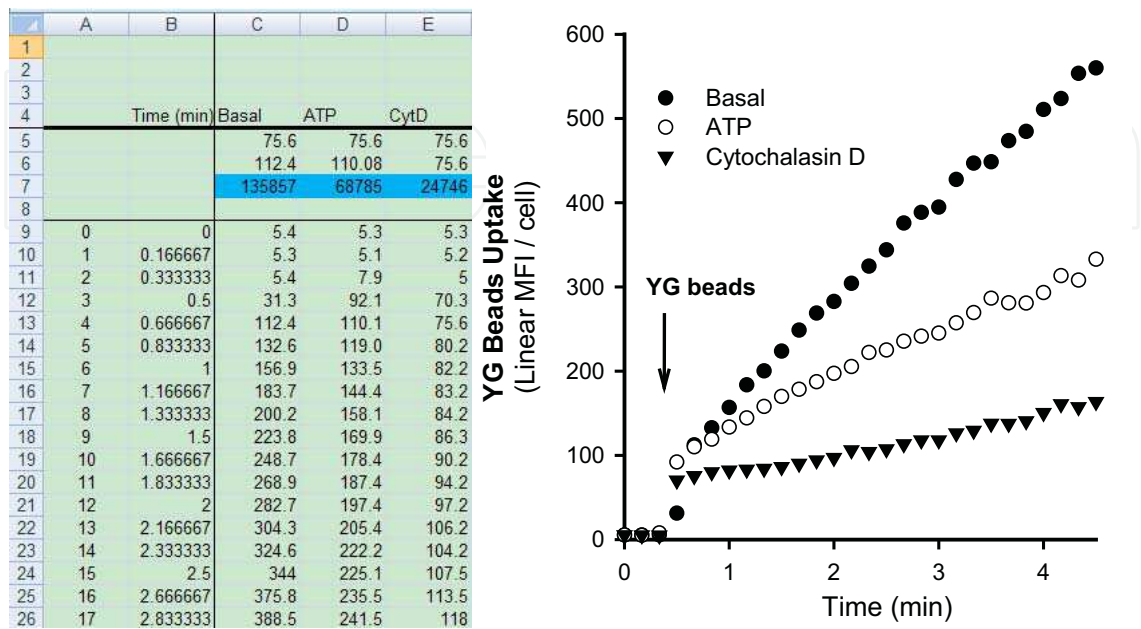 A B C D E
1
2
3
4 Time (min) Basal ATP CytD
5 75.6 75.6 75.6
6 112.4 110.08 75.6
7 135857 68785 24746
8
9 0 0 5.4 5.3 5.3
10 1 0.166667 5.3 5.1 5.2
11 2 0.333333 5.4 7.9 5
12 3 0.5 31.3 92.1 70.3
13 4 0.666667 112.4 110.1 75.6
14 5 0.833333 132.6 119.0 80.2
15 6 1 156.9 133.5 82.2
16 7 1.166667 183.7 144.4 83.2
17 8 1.333333 200.2 158.1 84.2
18 9 1.5 223.8 169.9 86.3
19 10 1.666667 248.7 178.4 90.2
20 11 1.833333 268.9 187.4 94.2
21 12 2 282.7 197.4 97.2
22 13 2.166667 304.3 205.4 106.2
23 14 2.333333 324.6 222.2 104.2
24 15 2.5 344 225.1 107.5
25 16 2.666667 375.8 235.5 113.5
26 17 2.833333 388.5 241.5 118
YG Beads Uptake
(Linear MFI / cell)
600
500
400
300
200
100
0
Basal
ATP
Cytochalasin D
YG beads
0 1 2 3 4
Time (min)